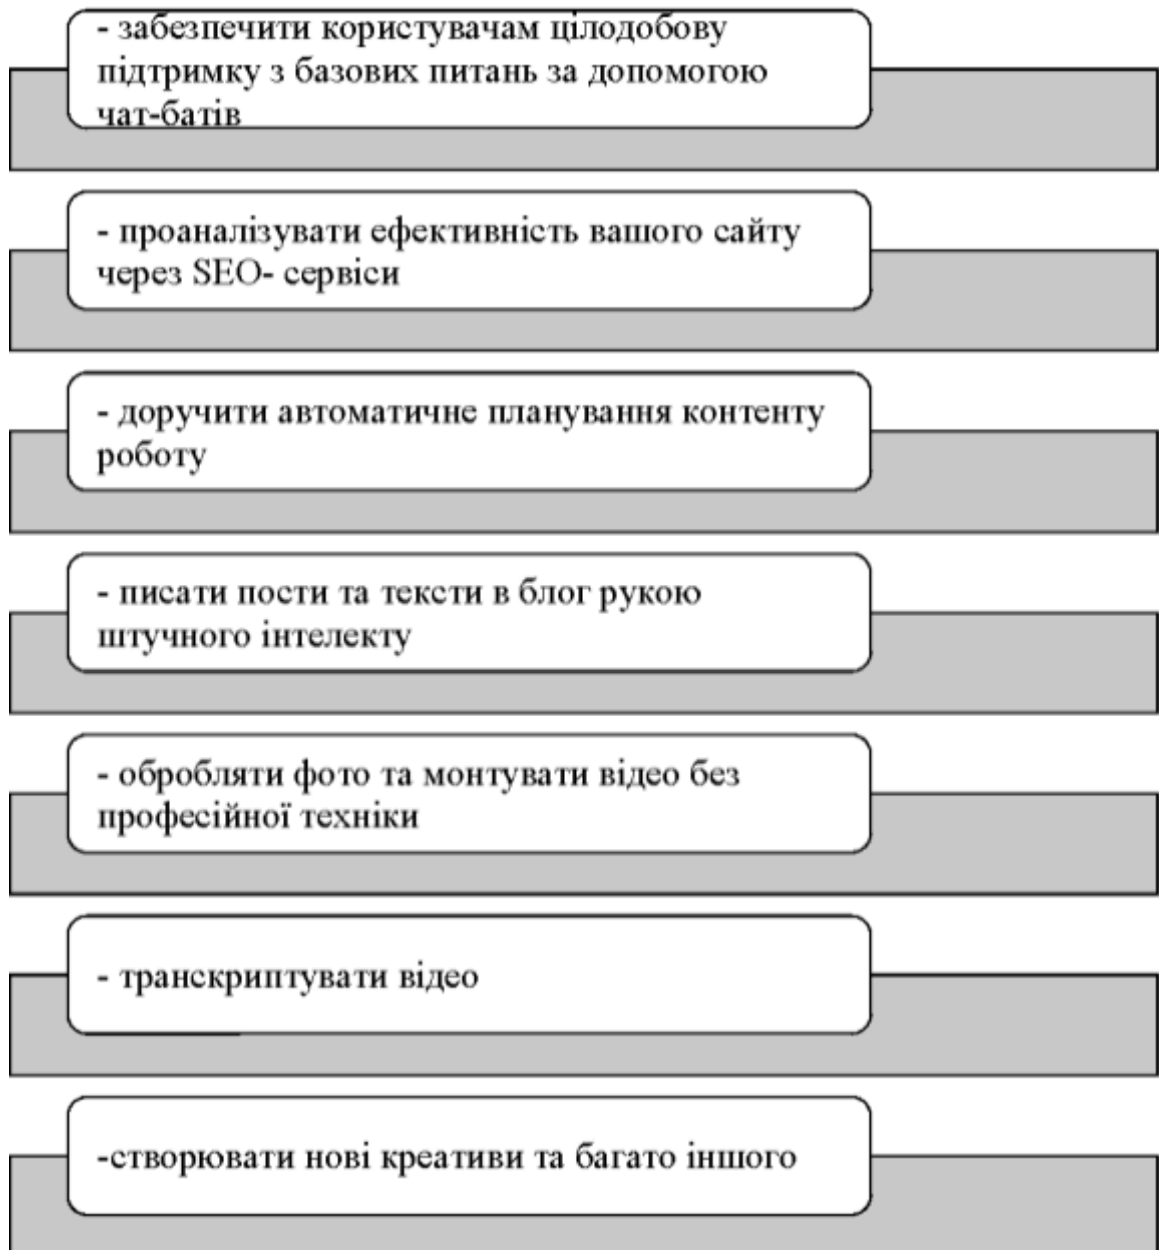 - забезпечити користувачам цілодобову
підтримку з базових питань за допомогою
чат-батів
- проаналізувати ефективність вашого сайту
через SEO- сервіси
- доручити автоматичне планування контенту
роботу
- писати пости та тексти в блог рукою
штучного інтелекту
- обробляти фото та монтувати відео без
професійної техніки
- транскриптувати відео
-створювати нові креативи та багато іншого